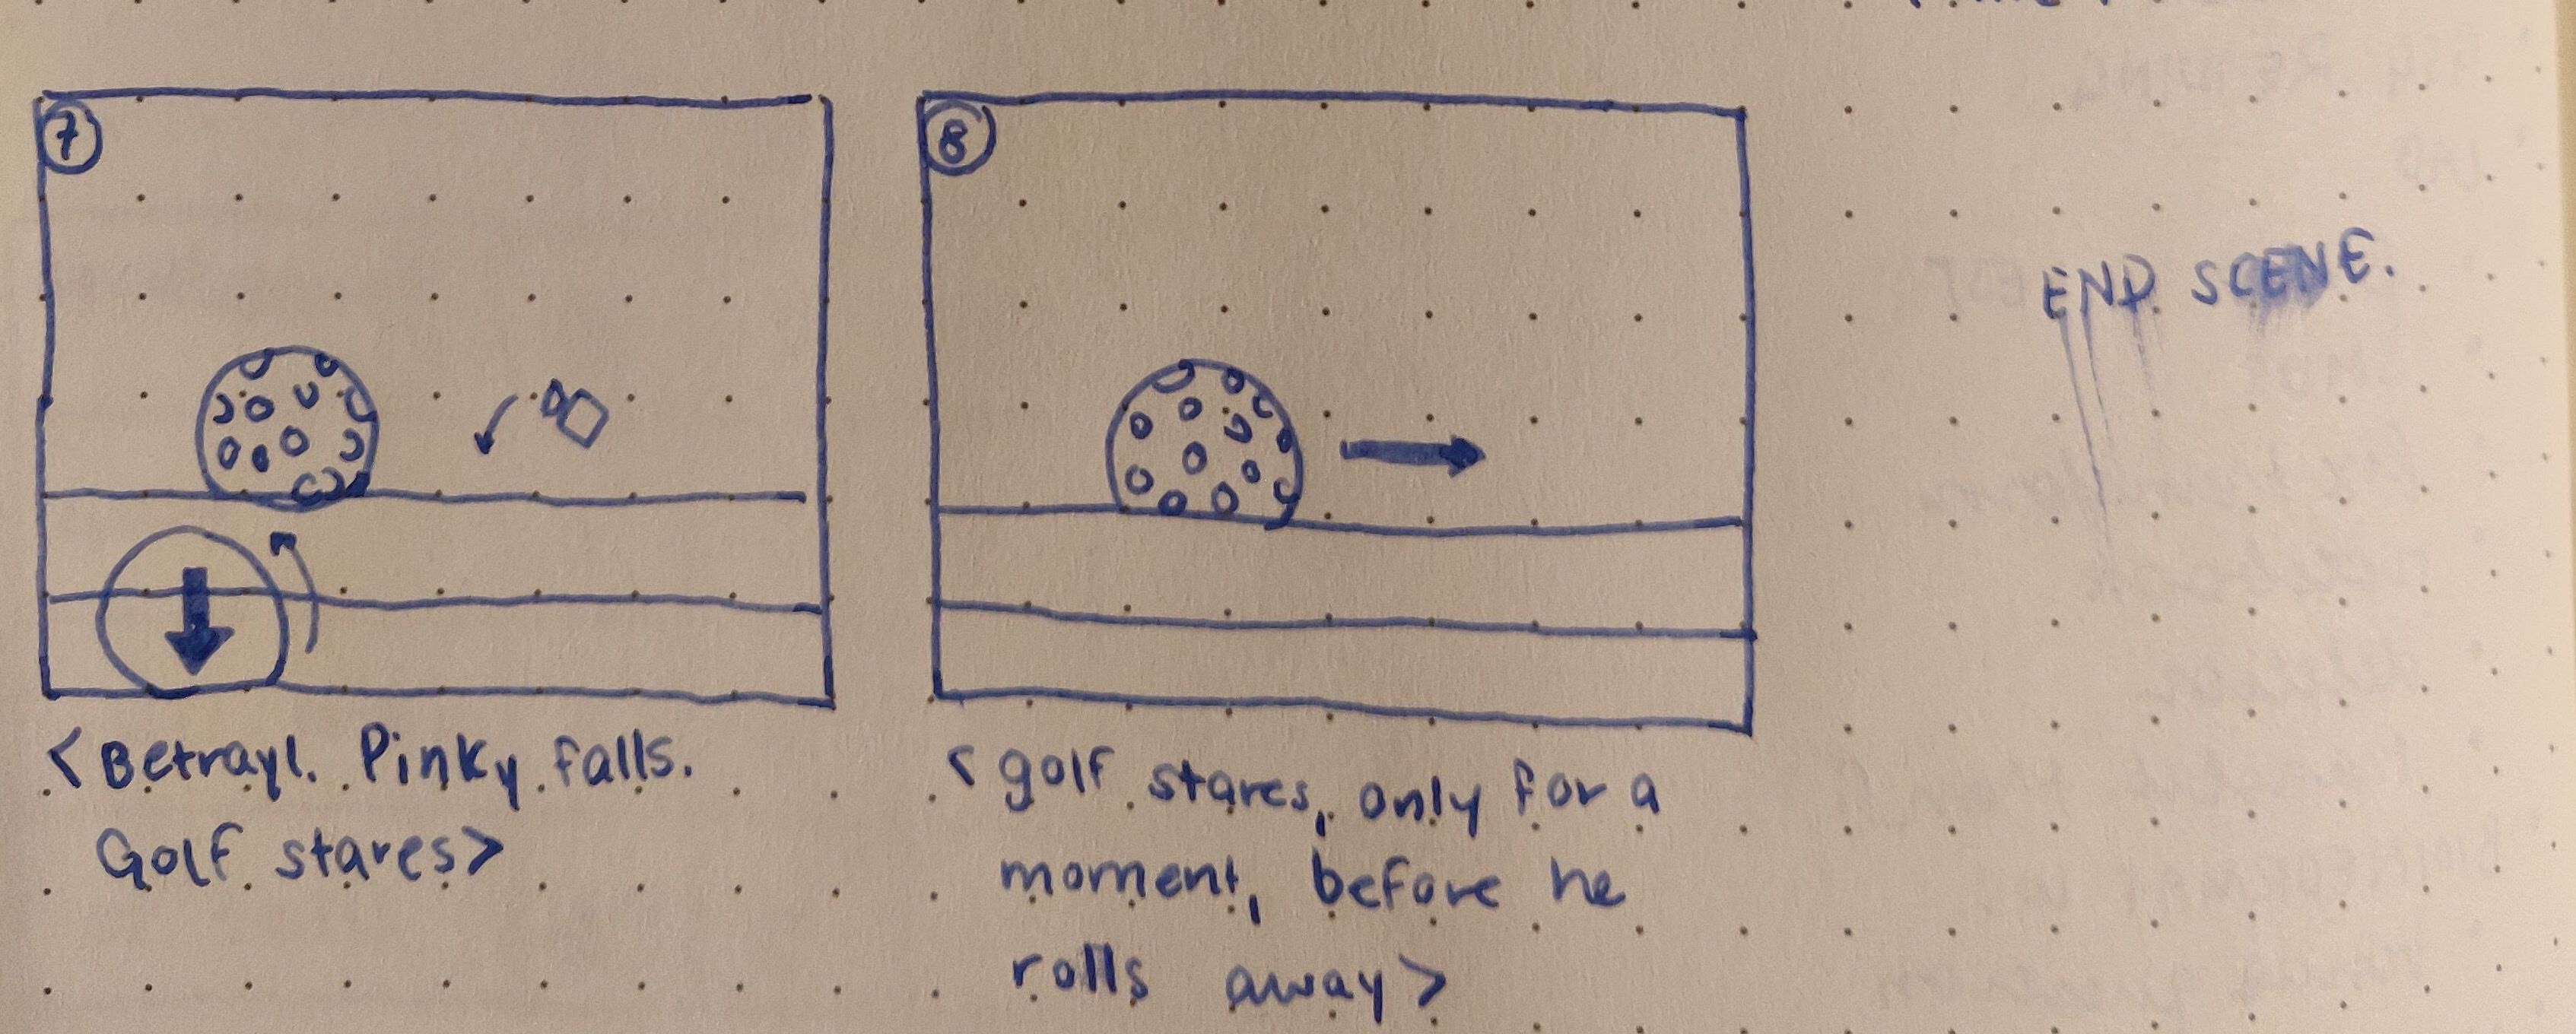 7
<Betrayl. Pinky falls.
Golf stares>
8
<golf stares, only for a
moment, before he
rolls away>
END SCENE.